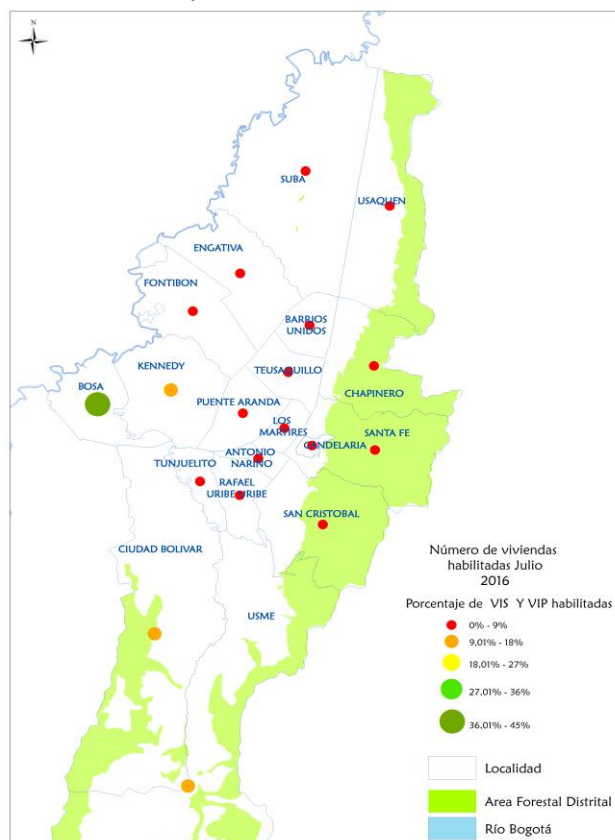 N
SUBA
USAQUEN
ENGATIVA
FONTIBON
BARRIOS
UNIDOS
TEUSAQUILLO
KENNEDY
BOSA
CHAPINERO
PUENTE ARANDA
LOS
MARTIRES
CANDELARIA
SANTA FE
ANTONIO
NARIÑO
TUNJUELITO
RAFAEL
URIBE URIBE
SAN CRISTOBAL
CIUDAD BOLIVAR
USME
Número de viviendas
habilitadas Julio
2016
Porcentaje de VIS Y VIP habilitadas
0% - 9%
9,01% - 18%
18,01% - 27%
27,01% - 36%
36,01% - 45%
Localidad
Area Forestal Distrital
Río Bogotá